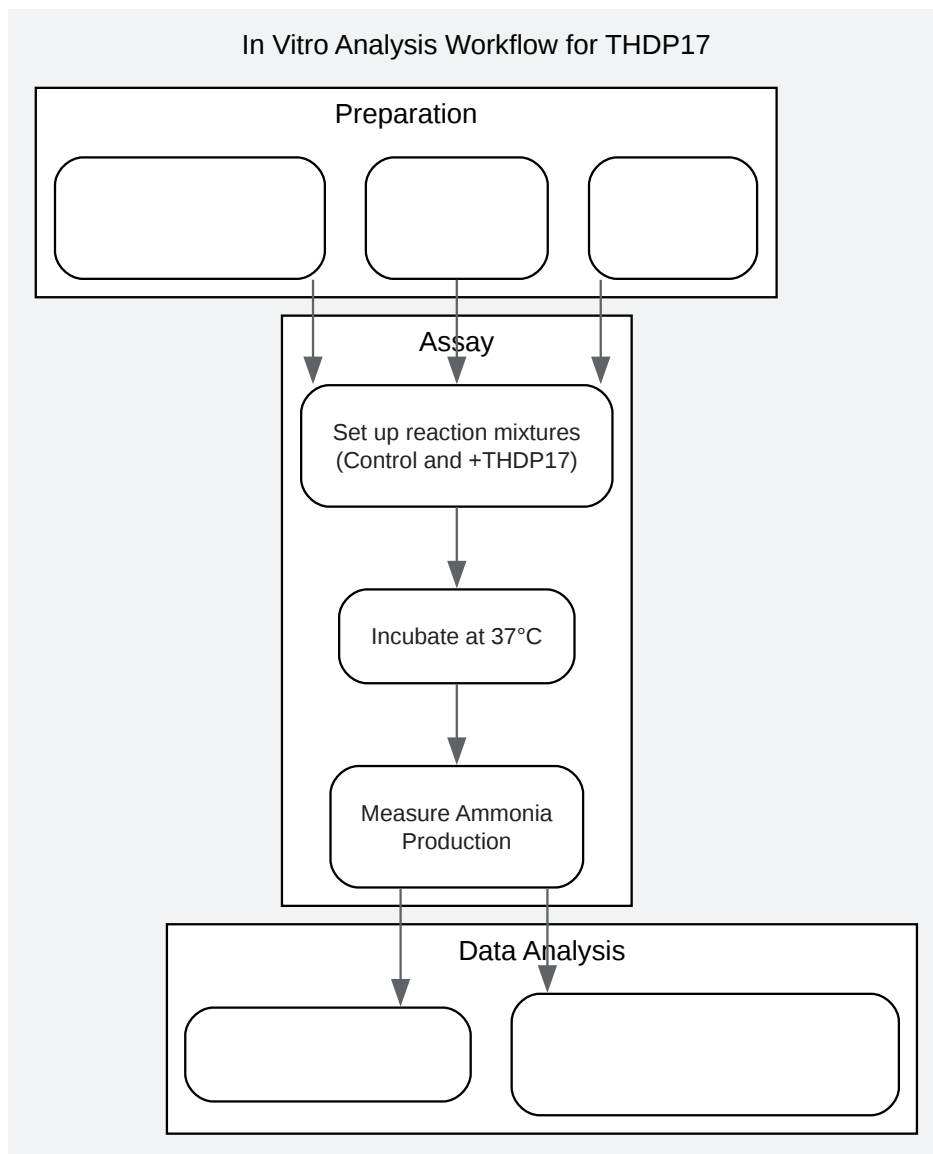 In Vitro Analysis Workflow for THDP17
Preparation
Assay
Set up reaction mixtures
(Control and +THDP17)
Incubate at 37°C
Measure Ammonia
Production
Data Analysis